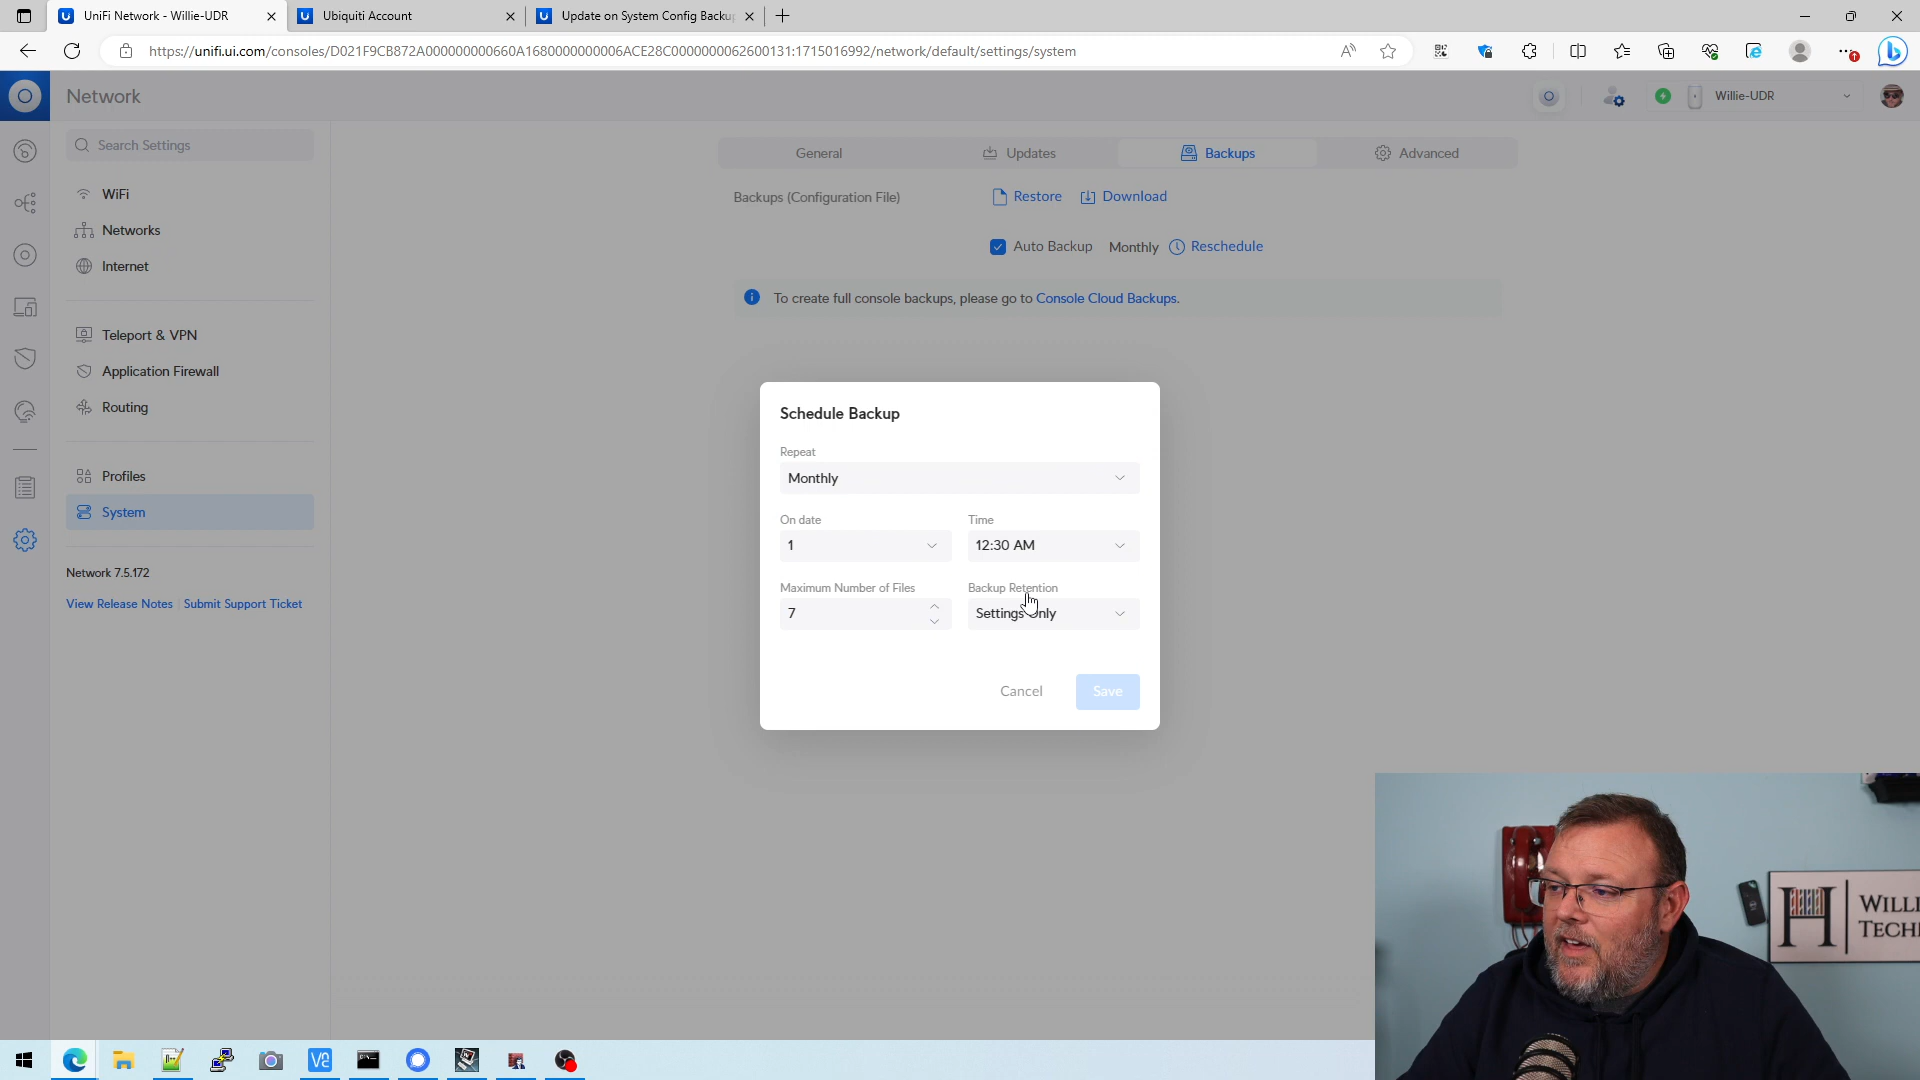 UniFi Network - Willie-UDR
Ubiquiti Account
Update on System Config Backup
https://unifi.ui.com/consoles/D021F9CB872A000000000660A1680000000006ACE28C0000000062600131:1715016992/network/default/settings/system
Network
Willie-UDR
Search Settings
General
Updates
Backups
Advanced
WiFi
Networks
Internet
Teleport & VPN
Application Firewall
Routing
Profiles
System
Network 7.5.172
View Release Notes
Submit Support Ticket
Backups (Configuration File)
Restore
Download
Auto Backup
Monthly
Reschedule
To create full console backups, please go to Console Cloud Backups.
Schedule Backup
Repeat
Monthly
On date
Time
1
12:30 AM
Maximum Number of Files
Backup Retention
7
Settings Only
Cancel
Save
H
WILLI
TECH